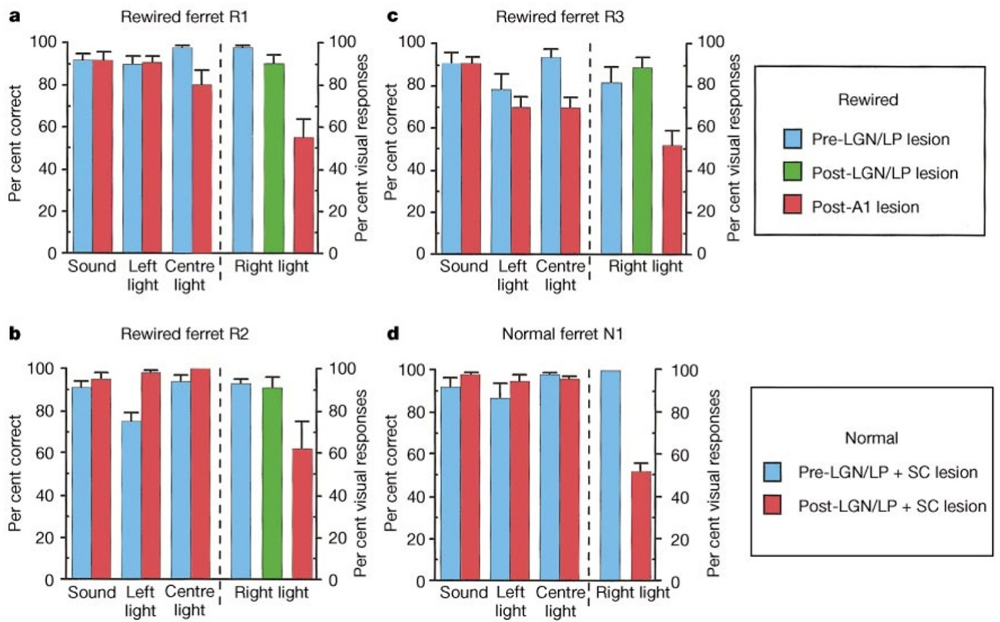 a Rewired ferret R1
100 100
80 80
60 60
40 40
20 20
0 0
Per cent correct
Per cent visual responses
Sound Left light Centre light Right light
c Rewired ferret R3
100 100
80 80
60 60
40 40
20 20
0 0
Per cent correct
Per cent visual responses
Sound Left light Centre light Right light
Rewired
Pre-LGN/LP lesion
Post-LGN/LP lesion
Post-A1 lesion
b Rewired ferret R2
100 100
80 80
60 60
40 40
20 20
0 0
Per cent correct
Per cent visual responses
Sound Left light Centre light Right light
d Normal ferret N1
100 100
80 80
60 60
40 40
20 20
0 0
Per cent correct
Per cent visual responses
Sound Left light Centre light Right light
Normal
Pre-LGN/LP + SC lesion
Post-LGN/LP + SC lesion